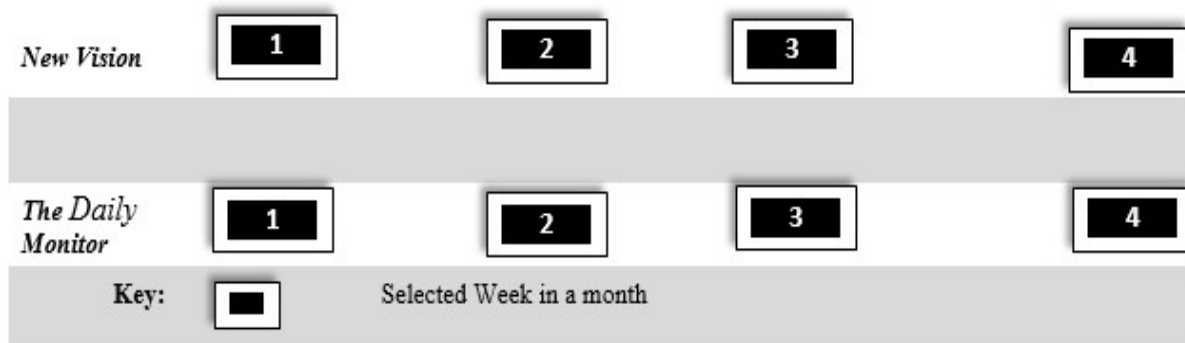 New Vision 1 2 3 4
The Daily
Monitor 1 2 3 4
Key: Selected Week in a month